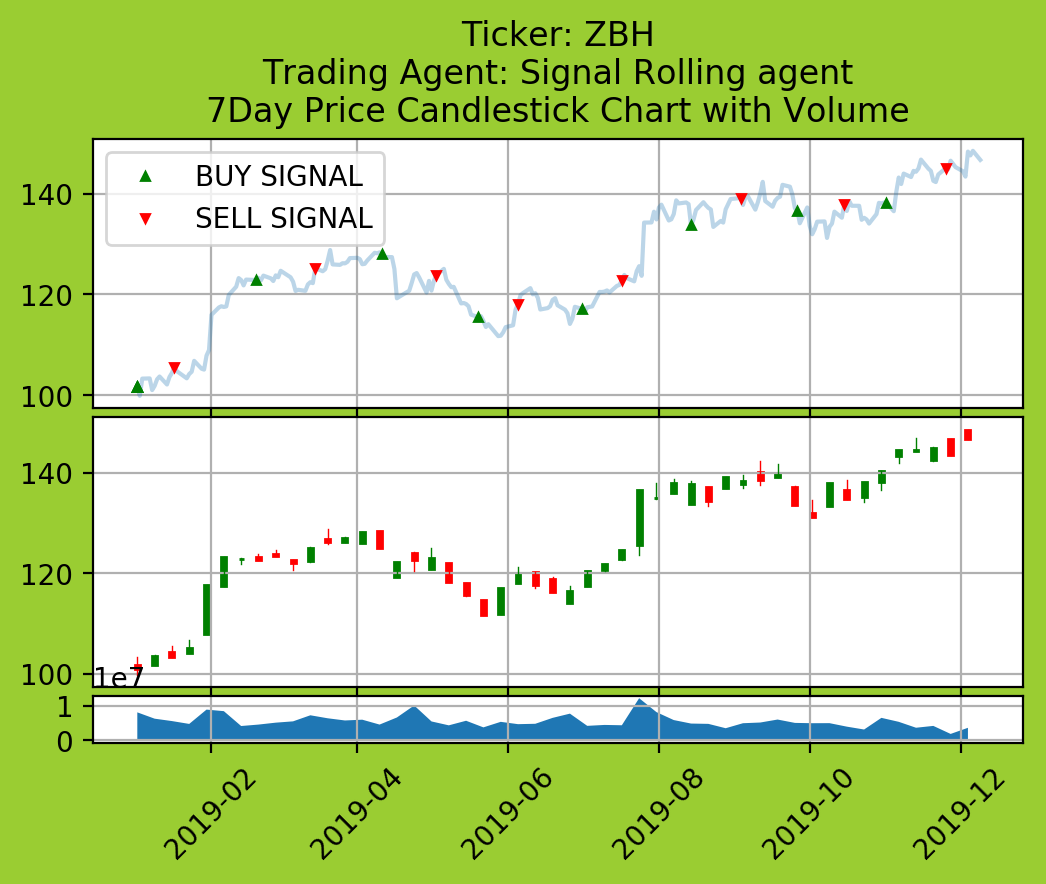 Ticker: ZBH
Trading Agent: Signal Rolling agent
7Day Price Candlestick Chart with Volume
BUY SIGNAL
SELL SIGNAL
140
120
100
140
120
100
1e7
1
0
2019-02
2019-04
2019-06
2019-08
2019-10
2019-12